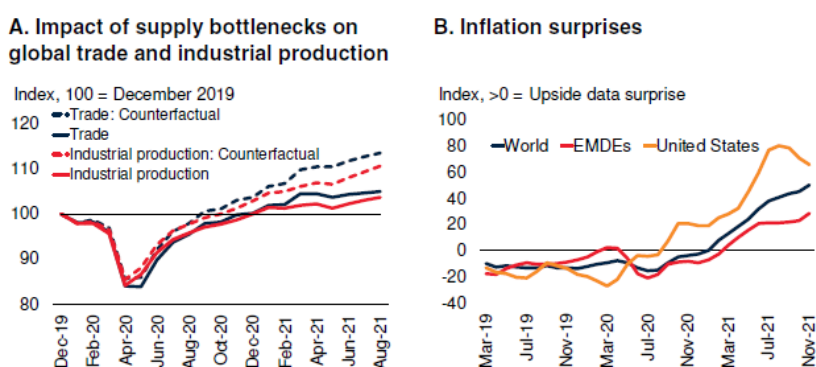 A. Impact of supply bottlenecks on
global trade and industrial production
Index, 100 = December 2019
120
110
100
90
80
Trade: Counterfactual
Trade
Industrial production: Counterfactual
Industrial production
Dec-19
Feb-20
Apr-20
Jun-20
Aug-20
Oct-20
Dec-20
Feb-21
Apr-21
Jun-21
Aug-21
B. Inflation surprises
Index, >0 = Upside data surprise
100
80
60
40
20
0
-20
-40
World EMDEs United States
Mar-19
Jul-19
Nov-19
Mar-20
Jul-20
Nov-20
Mar-21
Jul-21
Nov-21